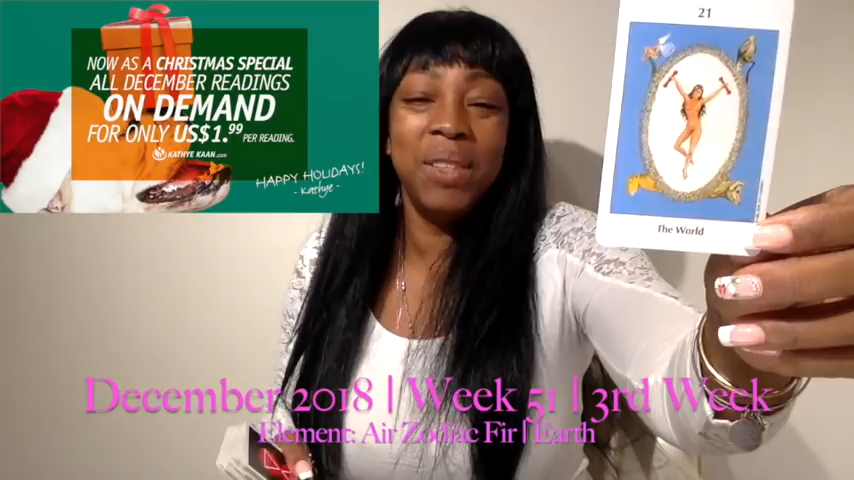 NOW AS A CHRISTMAS SPECIAL
ALL DECEMBER READINGS
ON DEMAND
FOR ONLY US$1.99 PER READING.
KATHYE KAAN.com
HAPPY HOLIDAYS!
- Kathye -
21
The World
December 2018 | Week 51 | 3rd Week
Element: Air Zodiac Fir | Earth